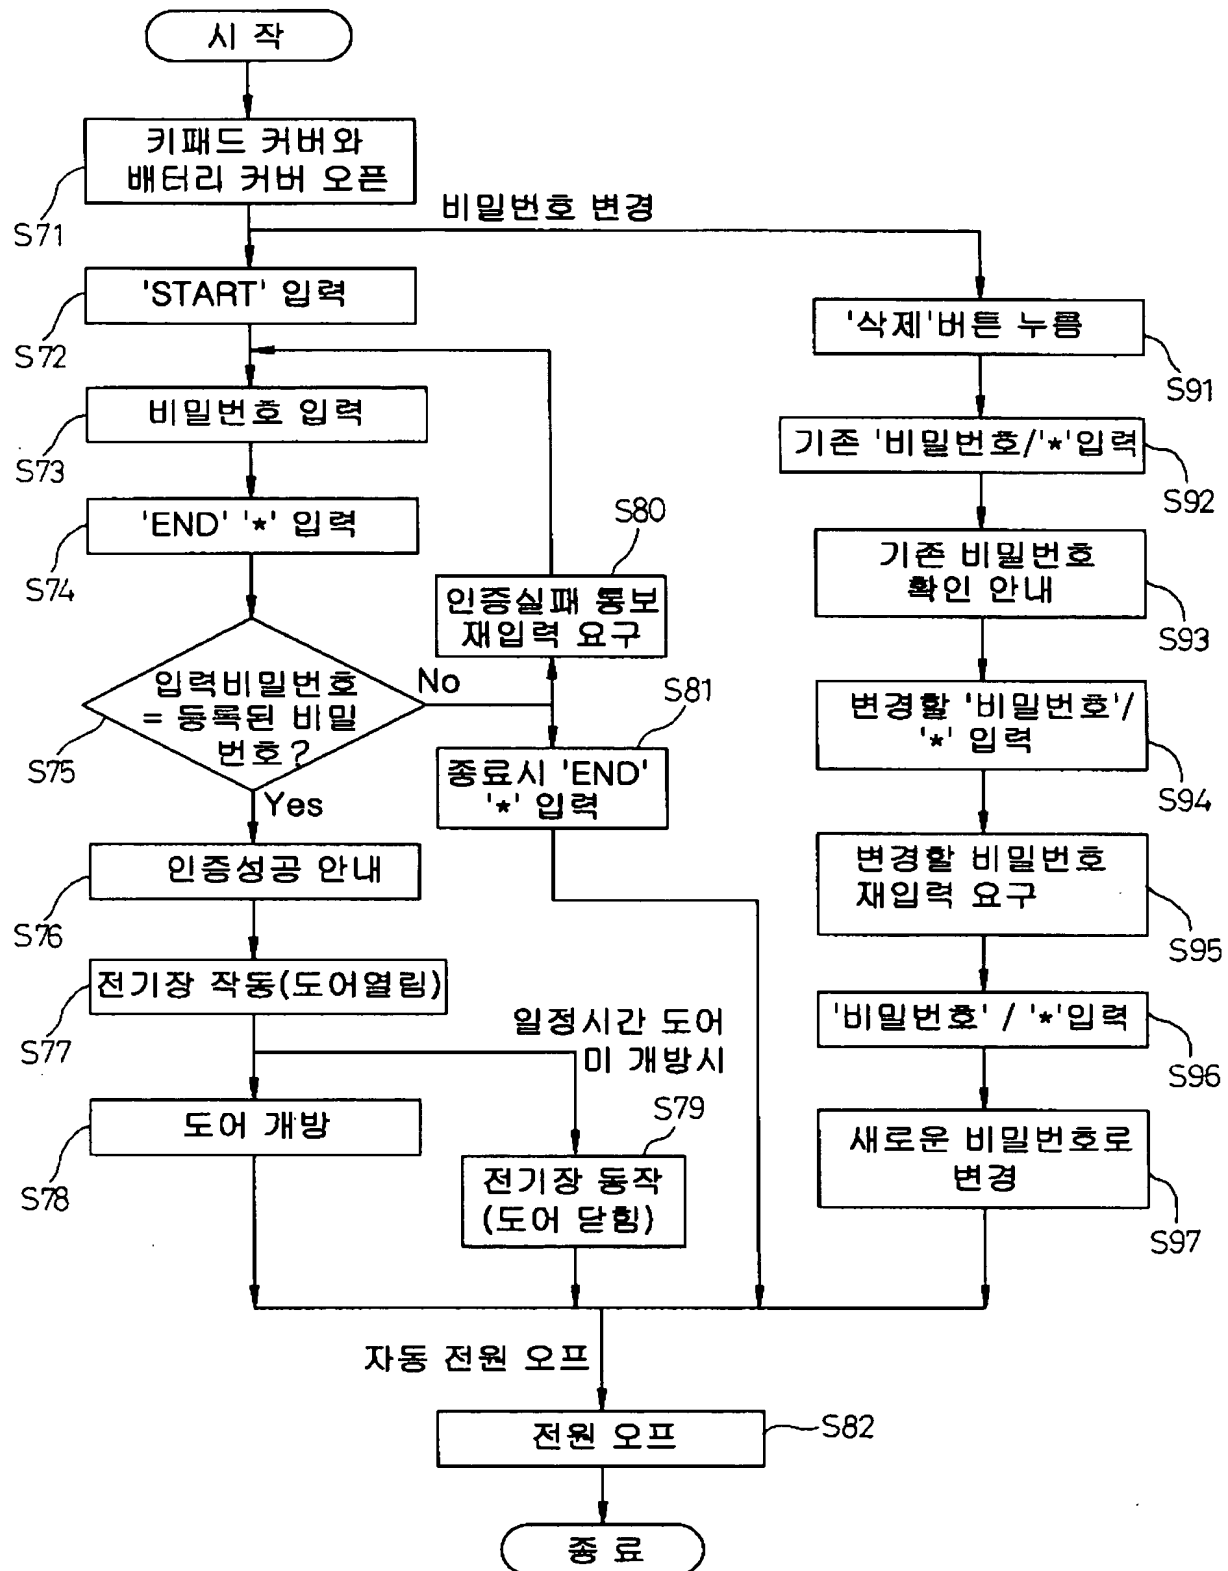 시 작
키패드 커버와
배터리 커버 오픈
S71
비밀번호 변경
'START' 입력
S72
비밀번호 입력
S73
'END' '*' 입력
S74
입력비밀번호
= 등록된 비밀
번호?
S75
No
Yes
S80
인증실패 통보
재입력 요구
S81
종료시 'END'
'*' 입력
인증성공 안내
S76
전기장 작동(도어열림)
S77
일정시간 도어
미 개방시
도어 개방
S78
S79
전기장 동작
(도어 닫힘)
'삭제'버튼 누름
S91
기존 '비밀번호/'*'입력
S92
기존 비밀번호
확인 안내
S93
변경할 '비밀번호'/
'*' 입력
S94
변경할 비밀번호
재입력 요구
S95
'비밀번호' / '*'입력
S96
새로운 비밀번호로
변경
S97
자동 전원 오프
전원 오프
S82
종 료